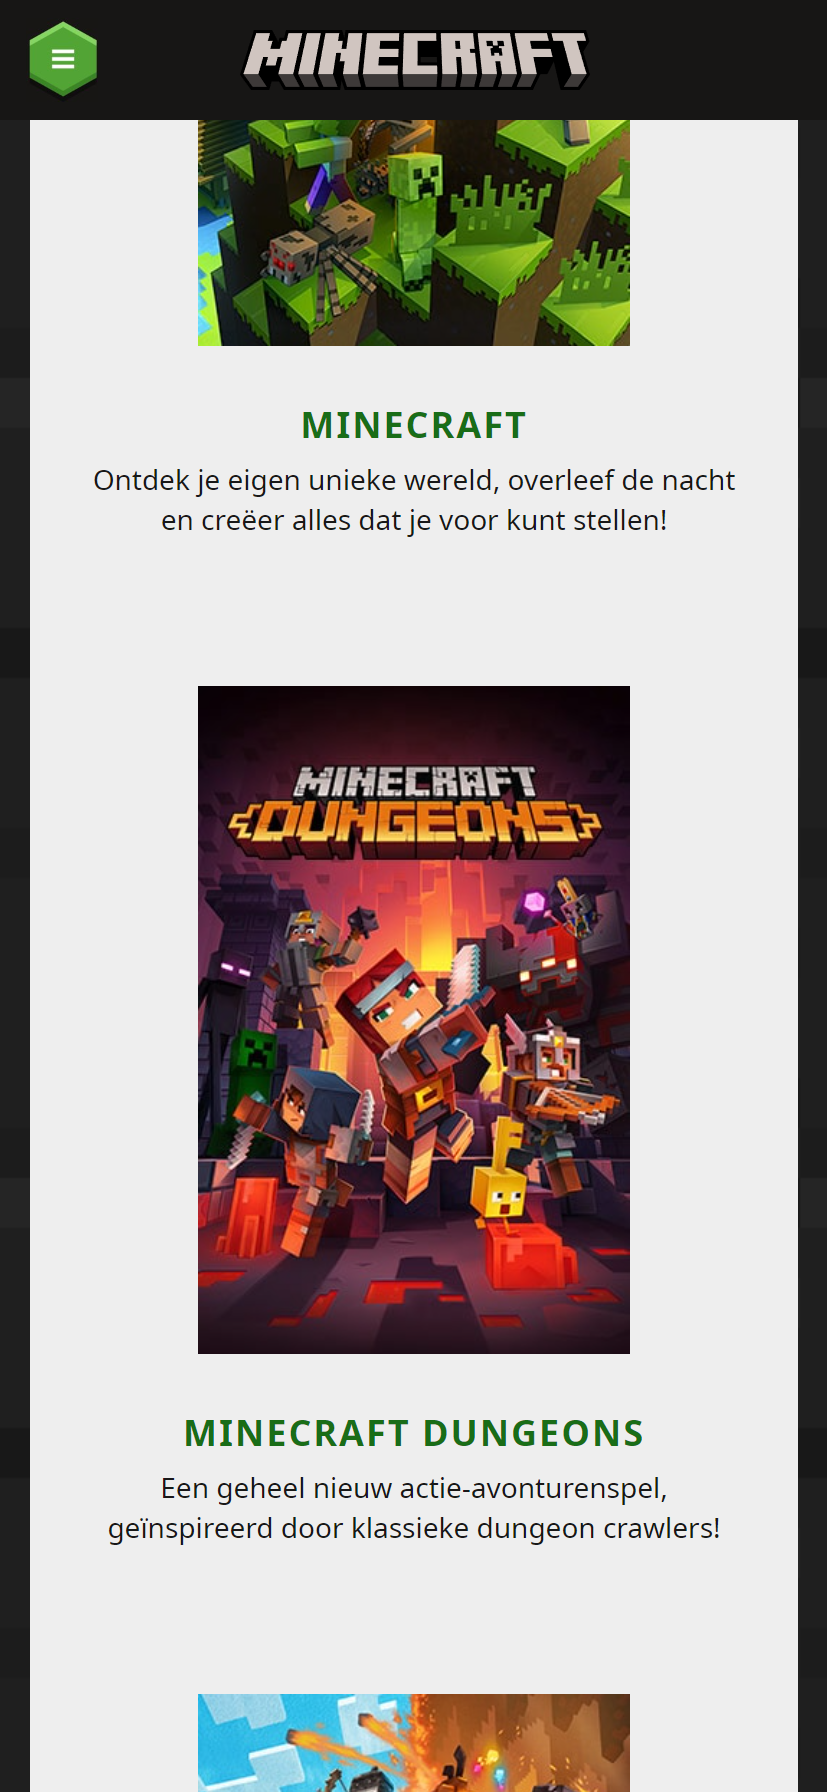 MINECRAFT
MINECRAFT
Ontdek je eigen unieke wereld, overleef de nacht
en creëer alles dat je voor kunt stellen!
MINECRAFT
DUNGEONS
MINECRAFT DUNGEONS
Een geheel nieuw actie-avonturenspel,
geïnspireerd door klassieke dungeon crawlers!